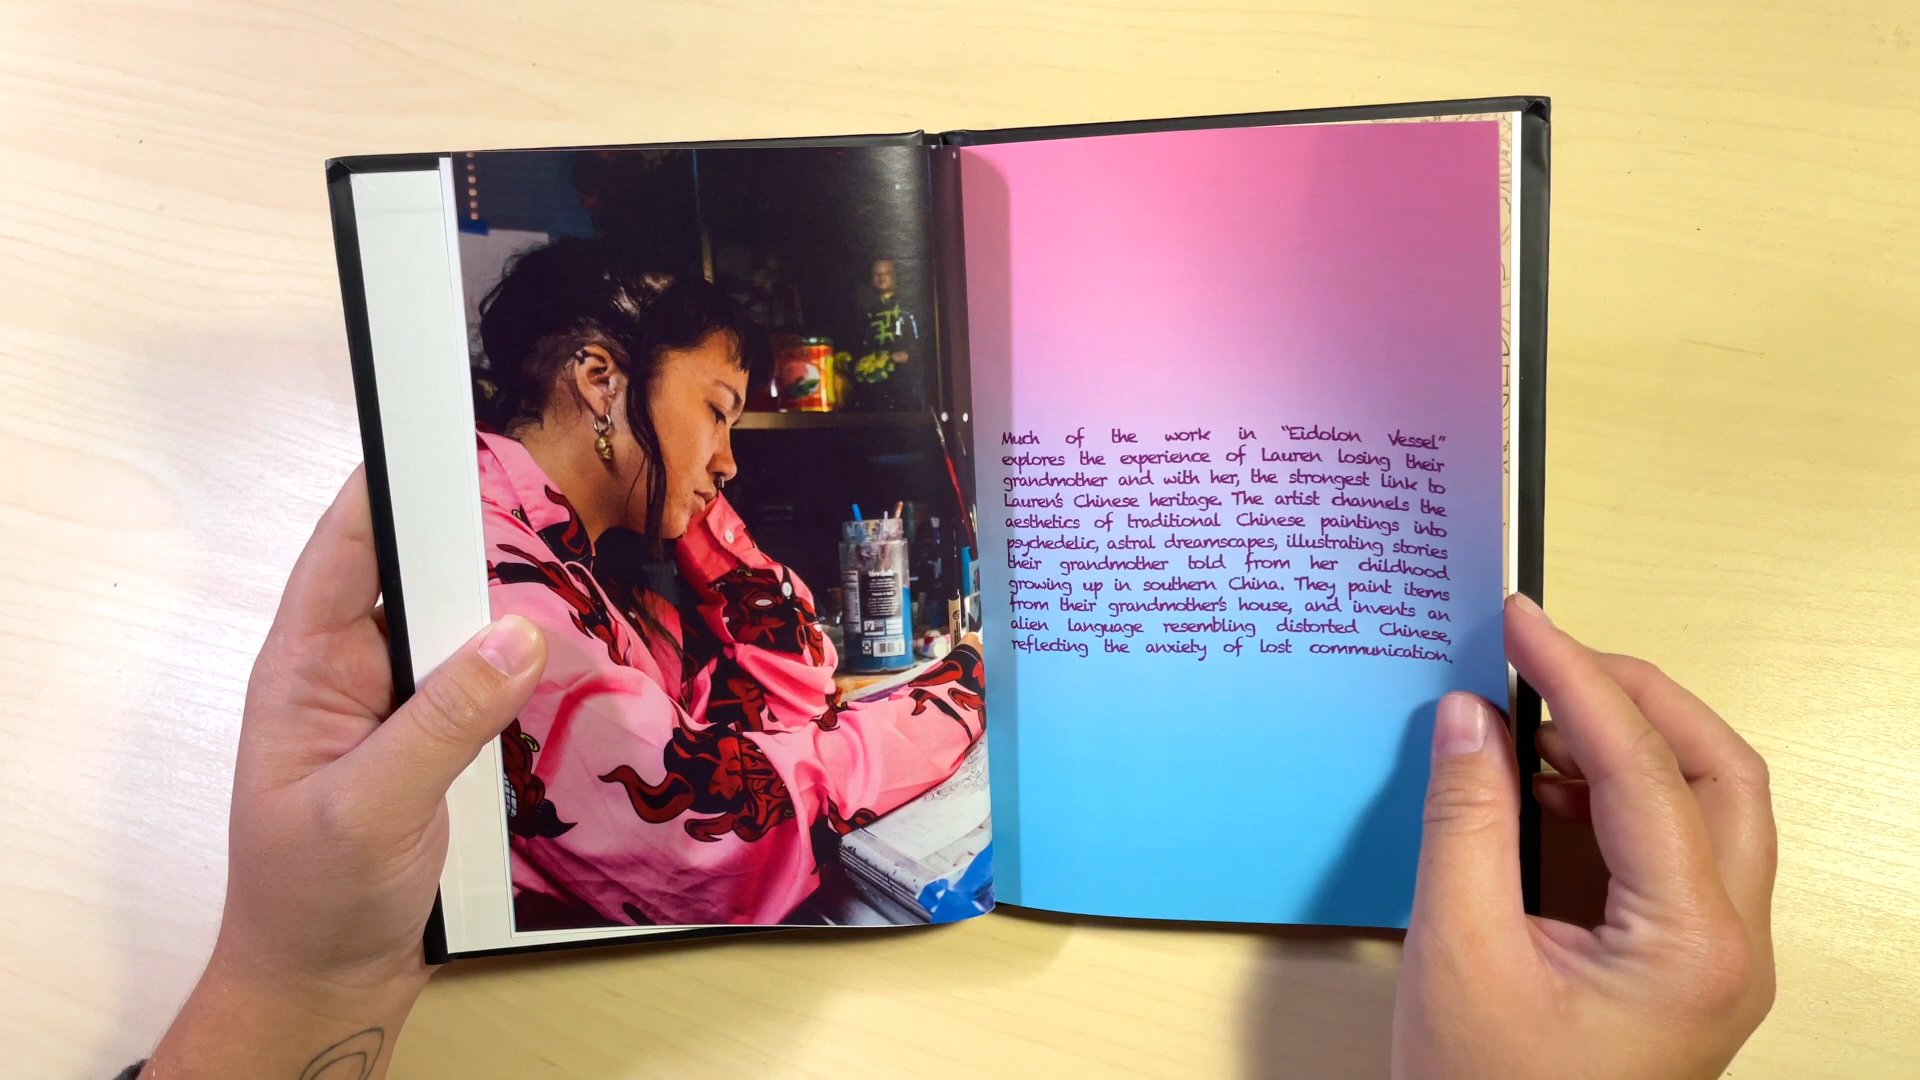 Much of the work in "Eidolon Vessel"
explores the experience of Lauren losing their
grandmother and with her, the strongest link to
Lauren's Chinese heritage. The artist channels the
aesthetics of traditional Chinese paintings into
psychedelic, astral dreamscapes, illustrating stories
their grandmother told from her childhood
growing up in southern China. They paint items
from their grandmother's house, and invents an
alien language resembling distorted Chinese,
reflecting the anxiety of lost communication.